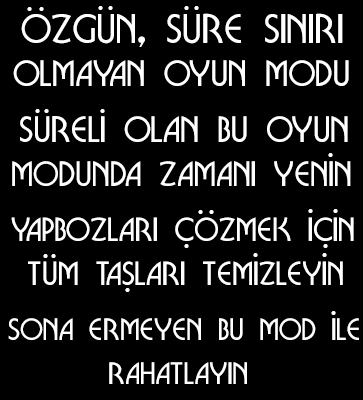 ÖZGÜN, SÜRE SINIRI
OLMAYAN OYUN MODU
SÜRELİ OLAN BU OYUN
MODUNDA ZAMANI YENİN
YAPBOZLARI ÇÖZMEK İÇİN
TÜM TAŞLARI TEMİZLEYİN
SONA ERMEYEN BU MOD İLE
RAHATLAYIN